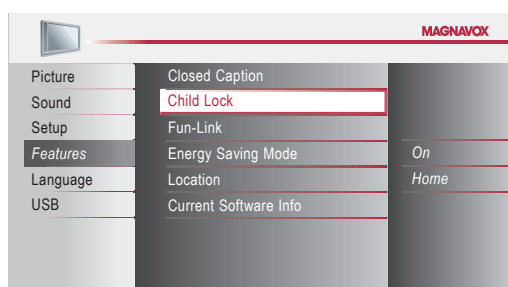 MAGNAVOX
Picture
Sound
Setup
Features
Language
USB
Closed Caption
Child Lock
Fun-Link
Energy Saving Mode
Location
Current Software Info
On
Home